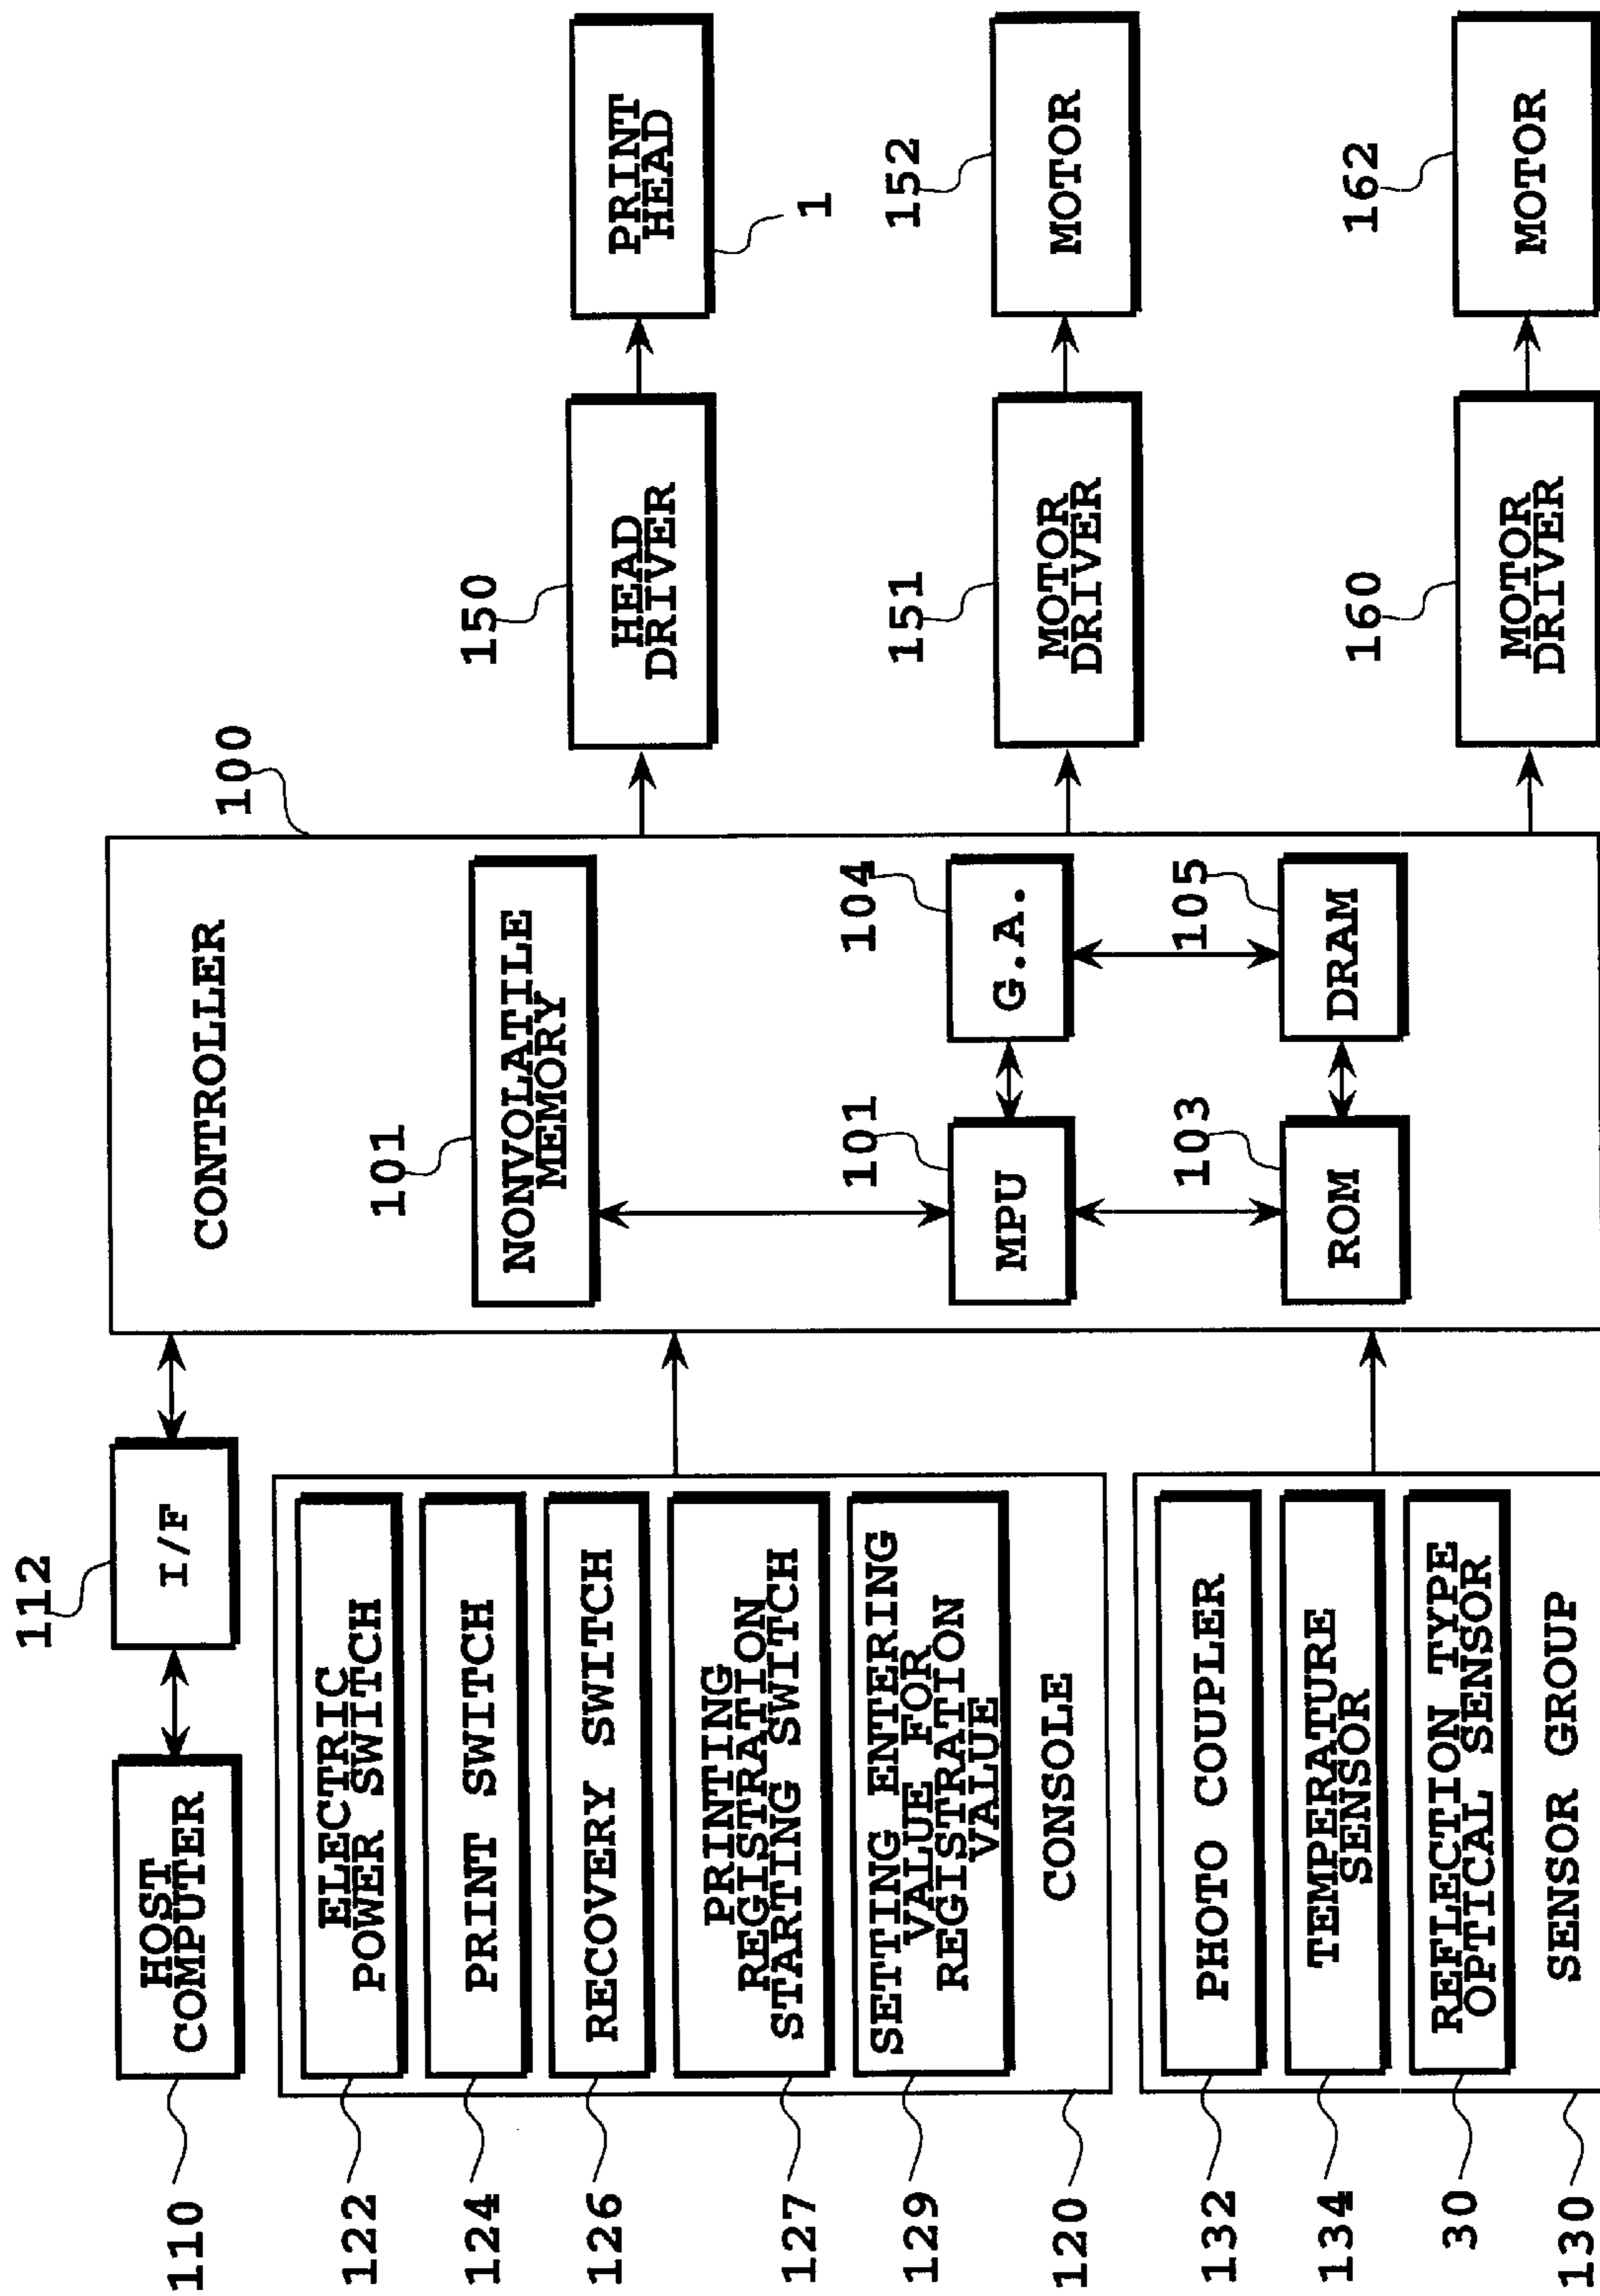 110
HOST
COMPUTER
112
I/F
122
ELECTRIC
POWER SWITCH
124
PRINT SWITCH
126
RECOVERY SWITCH
127
PRINTING
REGISTRATION
STARTING SWITCH
129
SETTING ENTERING
VALUE FOR
REGISTRATION
VALUE
120
CONSOLE
132
PHOTO COUPLER
134
TEMPERATURE
SENSOR
30
REFLECTION TYPE
OPTICAL SENSOR
130
SENSOR GROUP
100
CONTROLLER
101
NONVOLATILE
MEMORY
101
MPU
104
G.A.
103
ROM
105
DRAM
150
HEAD
DRIVER
PRINT
HEAD
1
151
MOTOR
DRIVER
152
MOTOR
160
MOTOR
DRIVER
162
MOTOR